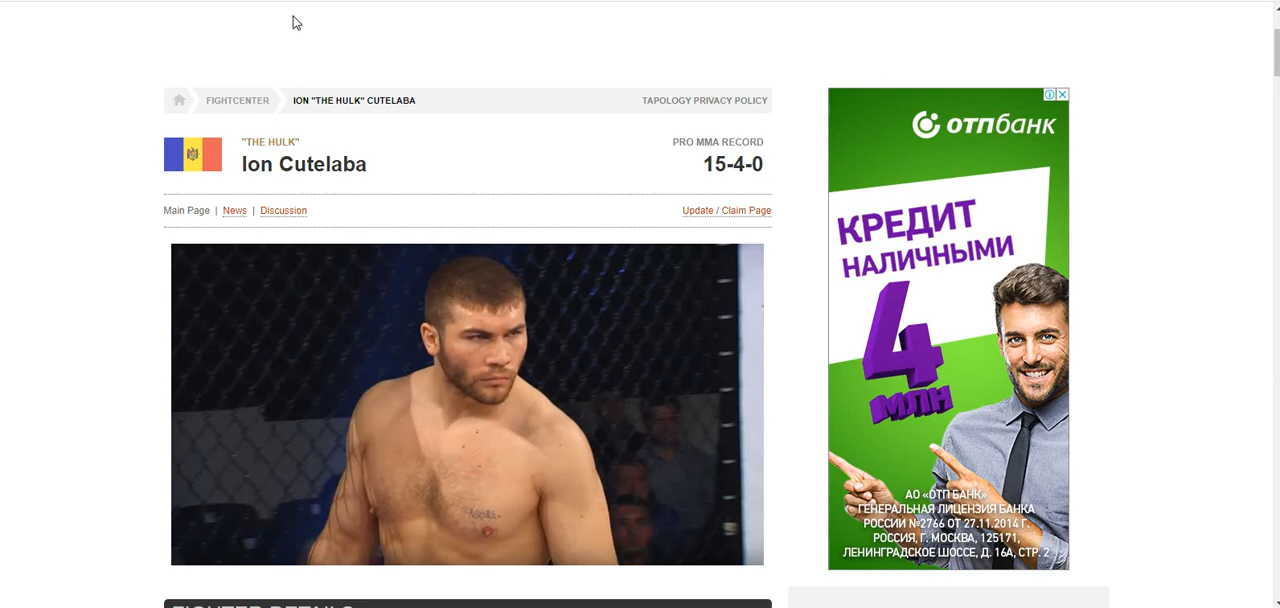 FIGHTCENTER
ION "THE HULK" CUTELABA
TAPOLOGY PRIVACY POLICY
"THE HULK"
Ion Cutelaba
PRO MMA RECORD
15-4-0
Main Page | News | Discussion
Update / Claim Page
FIGHTER DETAILS
отпбанк
КРЕДИТ
НАЛИЧНЫМИ
4
МЛН
АО «ОТП БАНК»
ГЕНЕРАЛЬНАЯ ЛИЦЕНЗИЯ БАНКА
РОССИИ №2766 ОТ 27.11.2014 Г.
РОССИЯ, Г. МОСКВА, 125171,
ЛЕНИНГРАДСКОЕ ШОССЕ, Д. 16А, СТР. 2